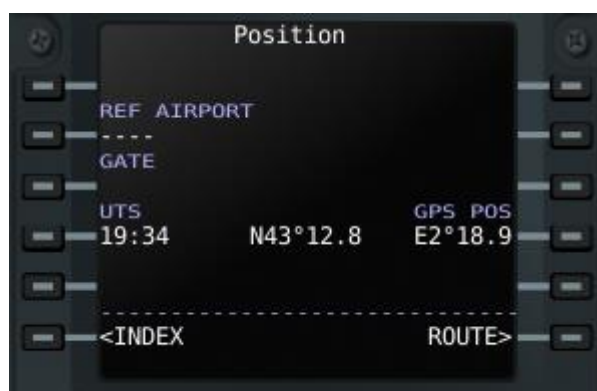 Position
REF AIRPORT
----
GATE
UTS GPS POS
19:34 N43°12.8 E2°18.9
--------------------------------
<INDEX ROUTE>